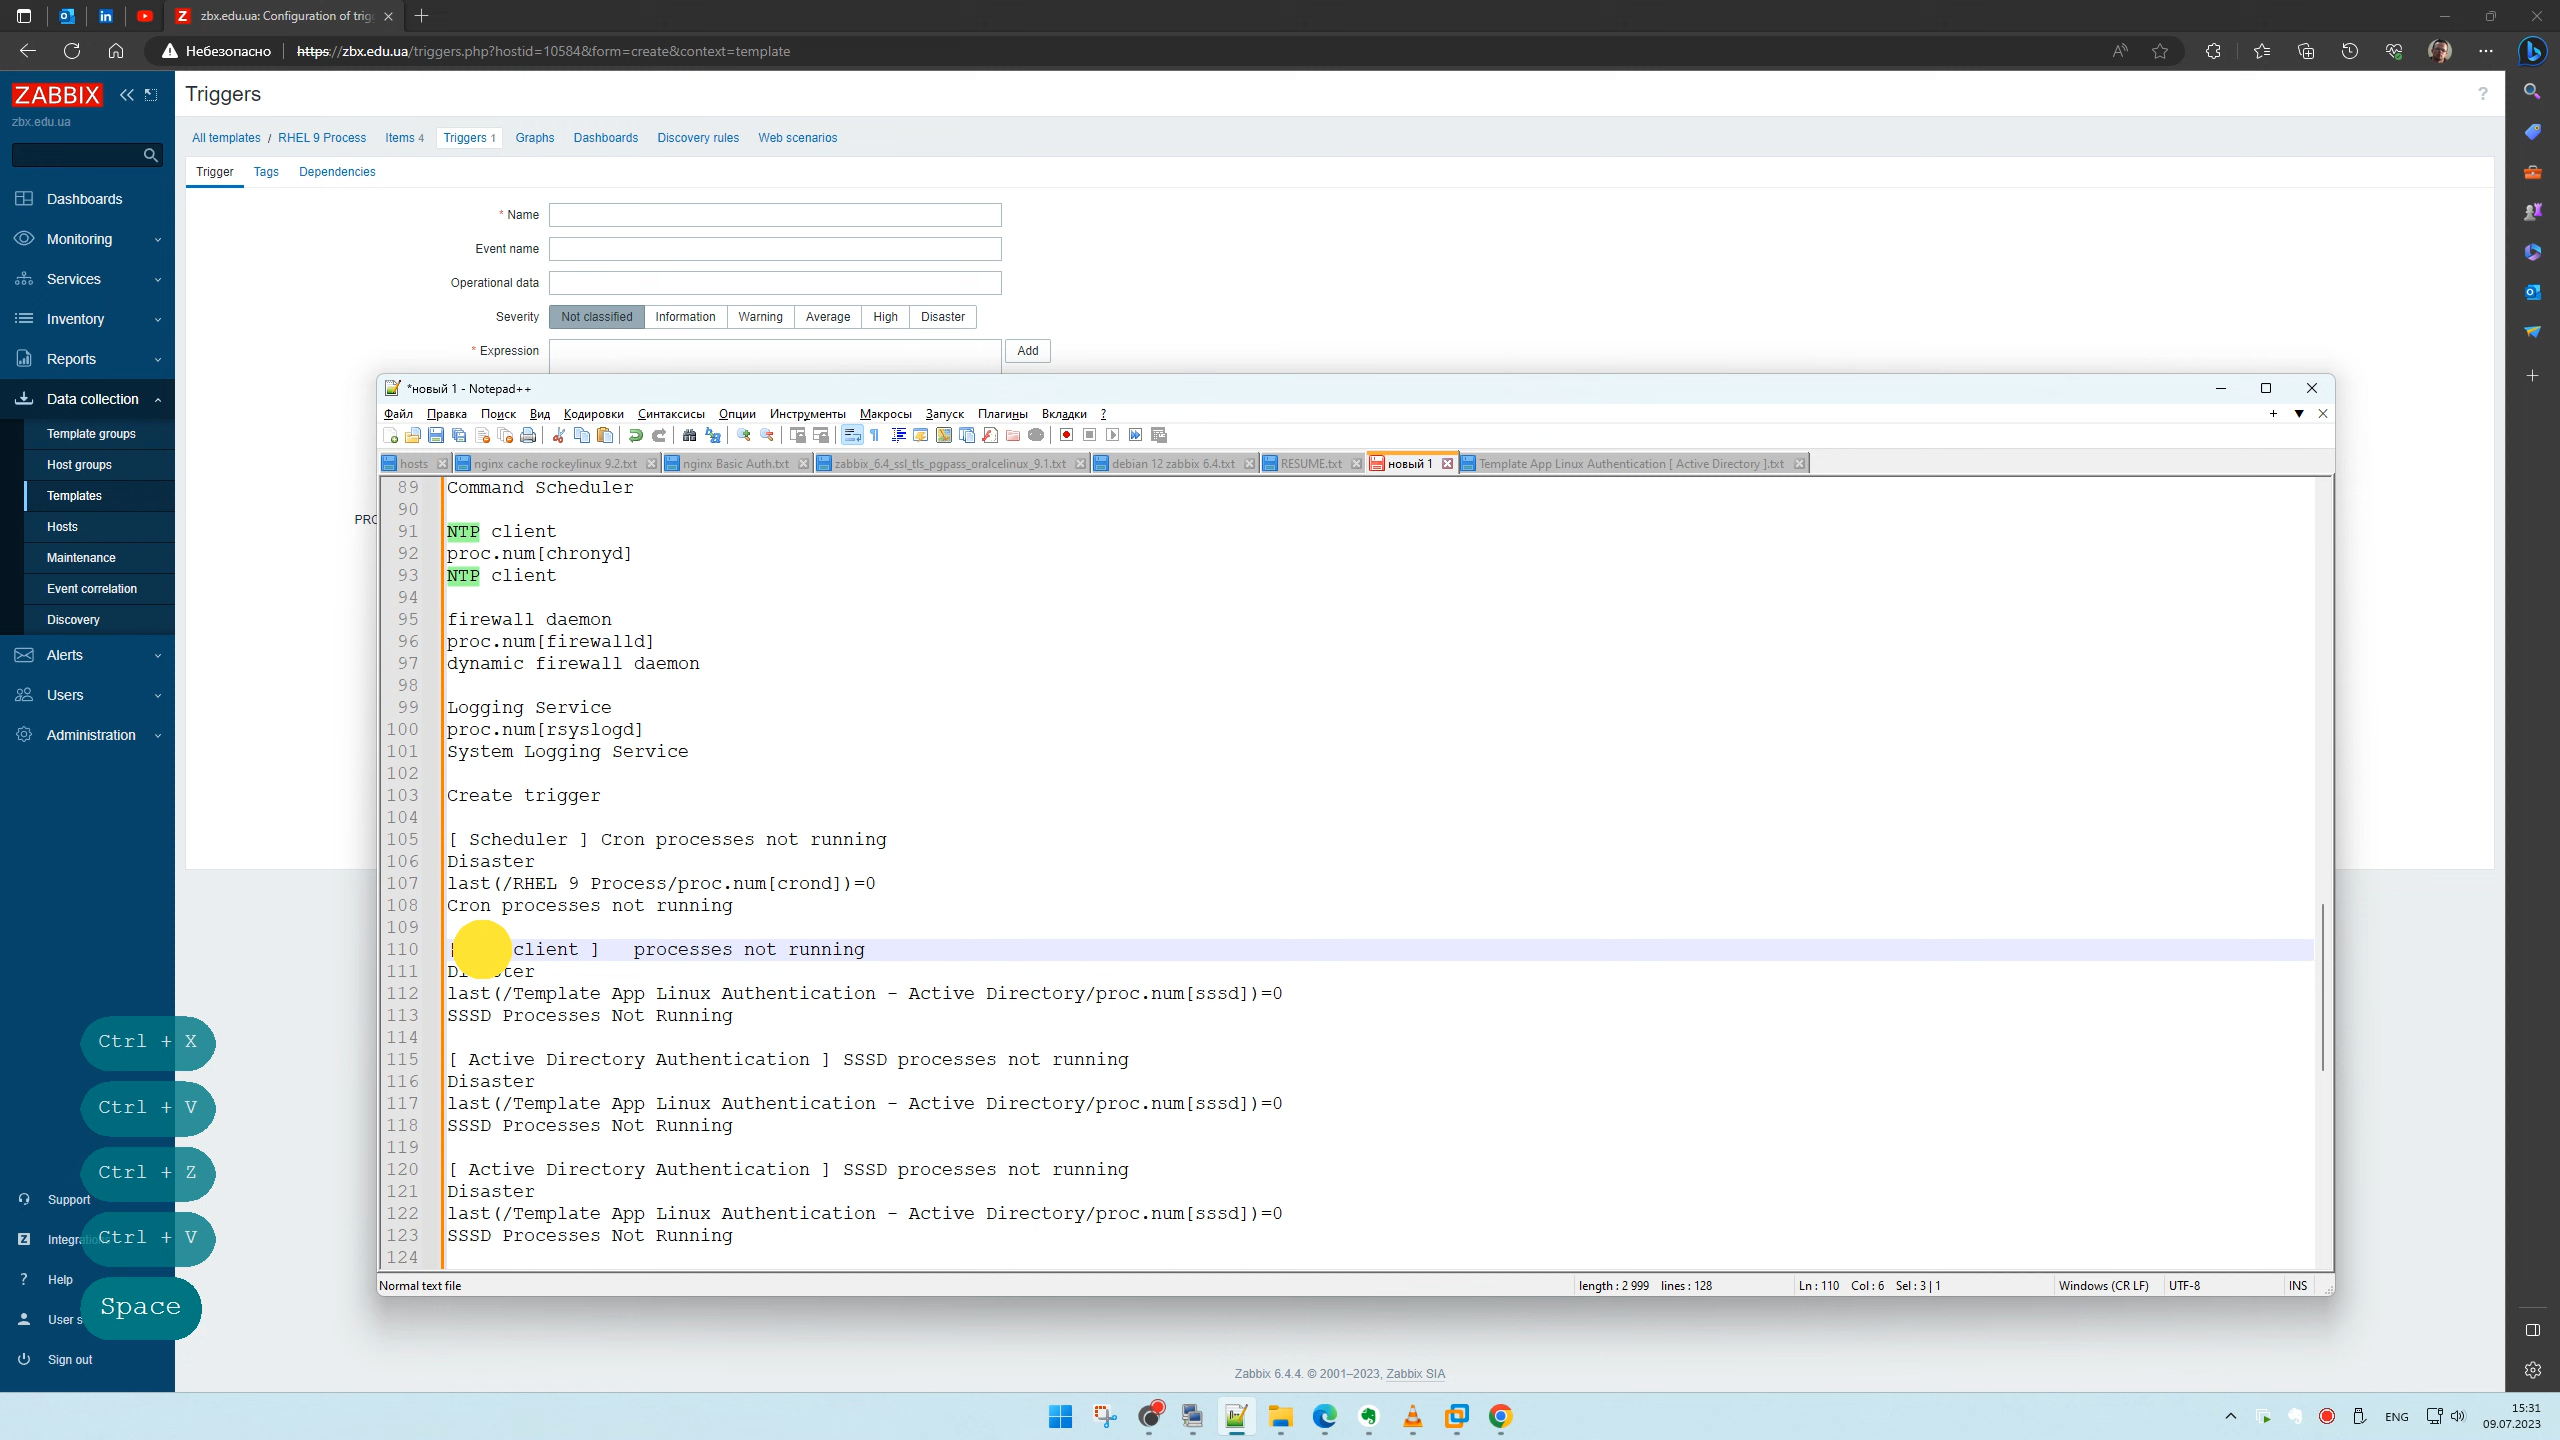 zbx.edu.ua: Configuration of trig
Небезопасно
https://zbx.edu.ua/triggers.php?hostid=10584&form=create&context=template
ZABBIX
zbx.edu.ua
Dashboards
Monitoring
Services
Inventory
Reports
Data collection
Template groups
Host groups
Templates
Hosts
Maintenance
Event correlation
Discovery
Alerts
Users
Administration
Support
Help
Sign out
Triggers
?
All templates / RHEL 9 Process Items 4 Triggers 1 Graphs Dashboards Discovery rules Web scenarios
Trigger Tags Dependencies
* Name
Event name
Operational data
Severity Not classified Information Warning Average High Disaster
* Expression Add
*новый 1 - Notepad++
Файл Правка Поиск Вид Кодировки Синтаксисы Опции Инструменты Макросы Запуск Плагины Вкладки ?
hosts nginx cache rockeylinux 9.2.txt nginx Basic Auth.txt zabbix_6.4_ssl_tls_pgpass_oralcelinux_9.1.txt debian 12 zabbix 6.4.txt RESUME.txt новый 1 Template App Linux Authentication [ Active Directory ].txt
89 Command Scheduler
90
91 NTP client
92 proc.num[chronyd]
93 NTP client
94
95 firewall daemon
96 proc.num[firewalld]
97 dynamic firewall daemon
98
99 Logging Service
100 proc.num[rsyslogd]
101 System Logging Service
102
103 Create trigger
104
105 [ Scheduler ] Cron processes not running
106 Disaster
107 last(/RHEL 9 Process/proc.num[crond])=0
108 Cron processes not running
109
110 [ client ]   processes not running
111
112 last(/Template App Linux Authentication - Active Directory/proc.num[sssd])=0
113 SSSD Processes Not Running
114
115 [ Active Directory Authentication ] SSSD processes not running
116 Disaster
117 last(/Template App Linux Authentication - Active Directory/proc.num[sssd])=0
118 SSSD Processes Not Running
119
120 [ Active Directory Authentication ] SSSD processes not running
121 Disaster
122 last(/Template App Linux Authentication - Active Directory/proc.num[sssd])=0
123 SSSD Processes Not Running
124
Normal text file length : 2 999 lines : 128 Ln : 110 Col : 6 Sel : 3 | 1 Windows (CR LF) UTF-8 INS
Ctrl + X
Ctrl + V
Ctrl + Z
Ctrl + V
Space
Zabbix 6.4.4. © 2001–2023, Zabbix SIA
ENG
15:31
09.07.2023